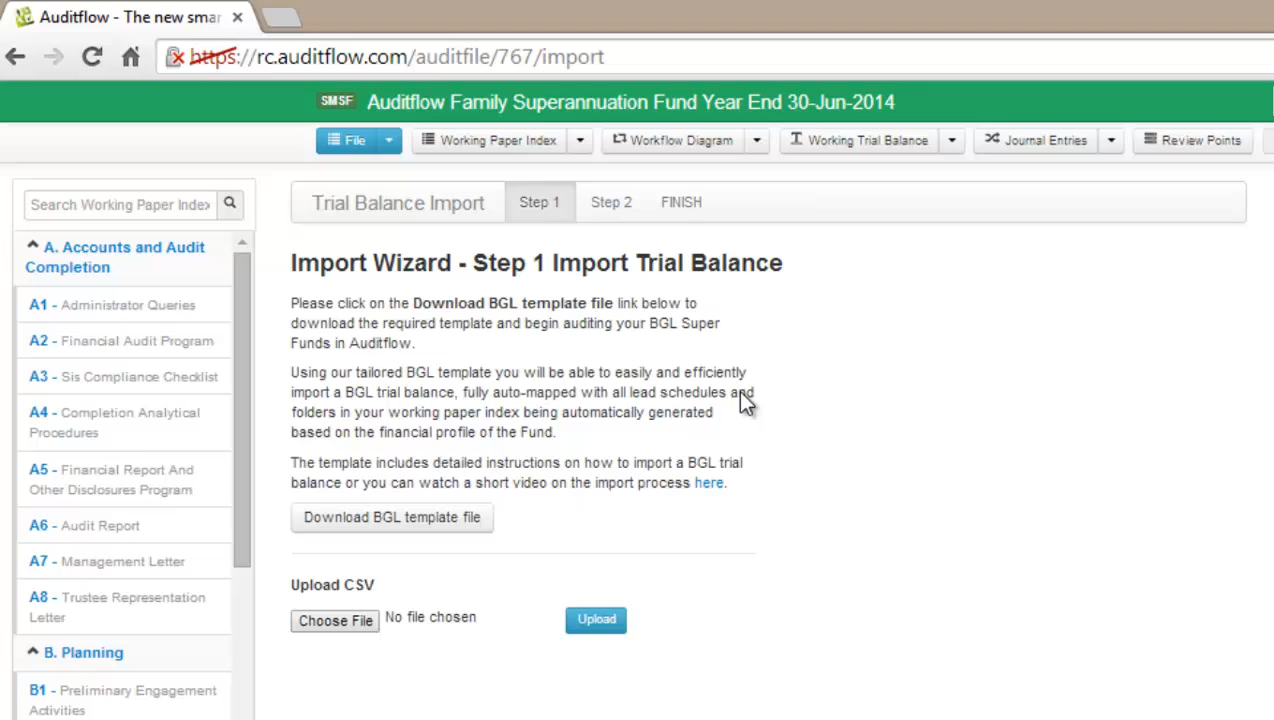 Auditflow - The new smar
https://rc.auditflow.com/auditfile/767/import
SMSF Auditflow Family Superannuation Fund Year End 30-Jun-2014
File Working Paper Index Workflow Diagram Working Trial Balance Journal Entries Review Points
Search Working Paper Index
Trial Balance Import Step 1 Step 2 FINISH
A. Accounts and Audit
Completion
A1 - Administrator Queries
A2 - Financial Audit Program
A3 - Sis Compliance Checklist
A4 - Completion Analytical
Procedures
A5 - Financial Report And
Other Disclosures Program
A6 - Audit Report
A7 - Management Letter
A8 - Trustee Representation
Letter
B. Planning
B1 - Preliminary Engagement
Activities
Import Wizard - Step 1 Import Trial Balance
Please click on the Download BGL template file link below to
download the required template and begin auditing your BGL Super
Funds in Auditflow.
Using our tailored BGL template you will be able to easily and efficiently
import a BGL trial balance, fully auto-mapped with all lead schedules and
folders in your working paper index being automatically generated
based on the financial profile of the Fund.
The template includes detailed instructions on how to import a BGL trial
balance or you can watch a short video on the import process here.
Download BGL template file
Upload CSV
Choose File No file chosen Upload